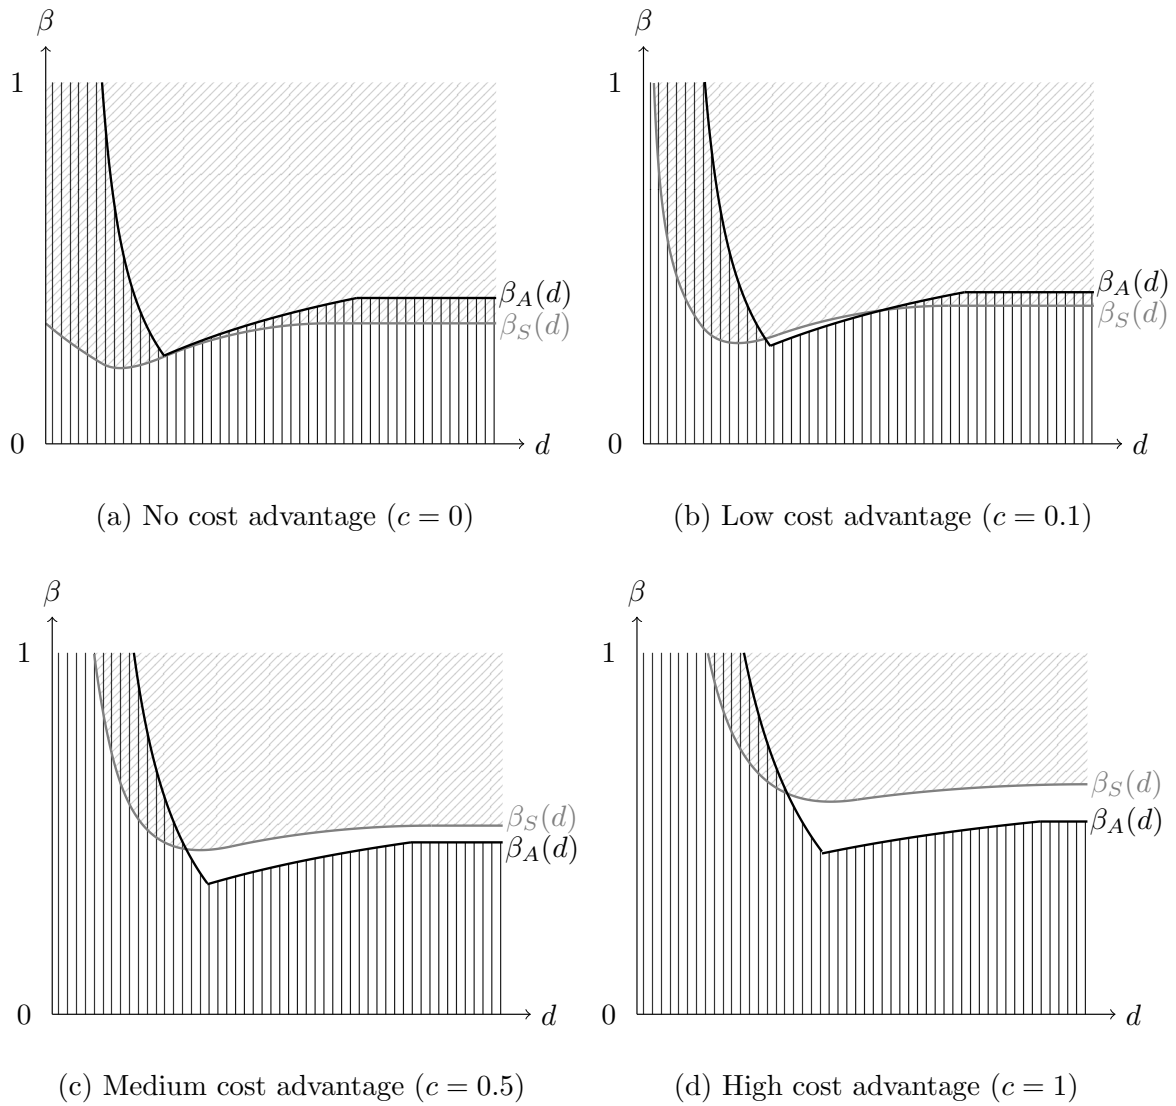 β β
1 1
β_A(d) β_A(d)
β_S(d) β_S(d)
0 d 0 d
(a) No cost advantage (c = 0) (b) Low cost advantage (c = 0.1)
β β
1 1
β_S(d) β_S(d)
β_A(d) β_A(d)
0 d 0 d
(c) Medium cost advantage (c = 0.5) (d) High cost advantage (c = 1)